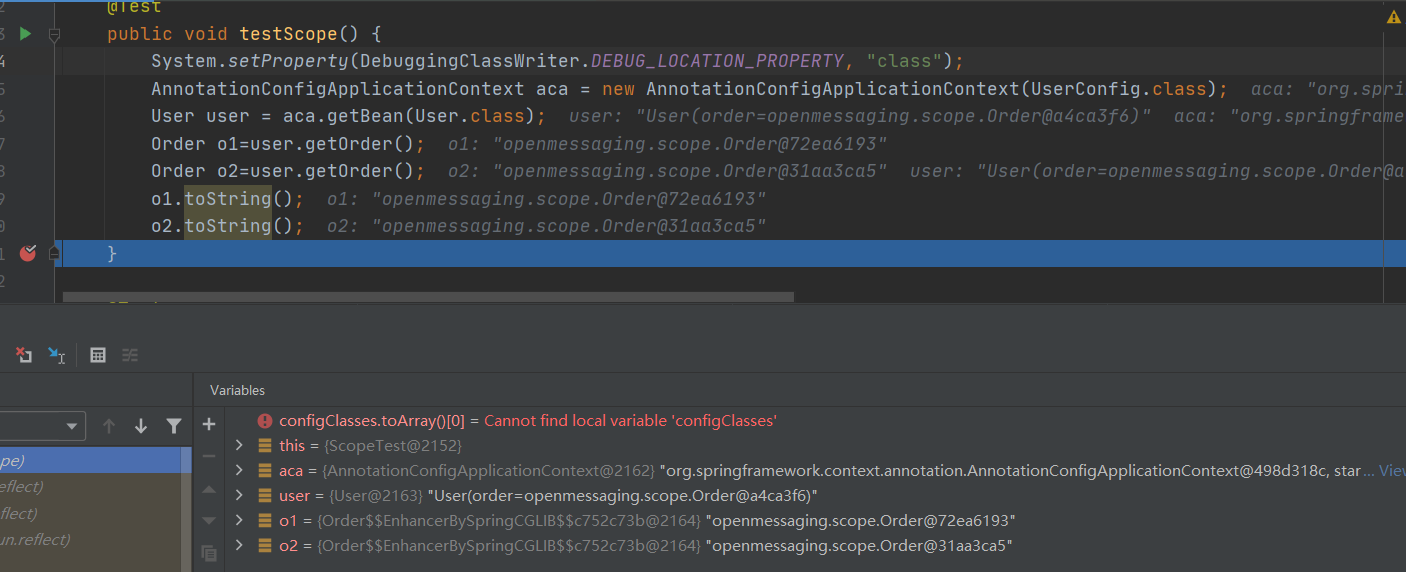 2 @Test
3 public void testScope() {
4 System.setProperty(DebuggingClassWriter.DEBUG_LOCATION_PROPERTY, "class");
5 AnnotationConfigApplicationContext aca = new AnnotationConfigApplicationContext(UserConfig.class); aca: "org.spri
6 User user = aca.getBean(User.class); user: "User(order=openmessaging.scope.Order@a4ca3f6)" aca: "org.springframe
7 Order o1=user.getOrder(); o1: "openmessaging.scope.Order@72ea6193"
8 Order o2=user.getOrder(); o2: "openmessaging.scope.Order@31aa3ca5" user: "User(order=openmessaging.scope.Order@a
9 o1.toString(); o1: "openmessaging.scope.Order@72ea6193"
0 o2.toString(); o2: "openmessaging.scope.Order@31aa3ca5"
1 }
2
Variables
configClasses.toArray()[0] = Cannot find local variable 'configClasses'
this = {ScopeTest@2152}
aca = {AnnotationConfigApplicationContext@2162} "org.springframework.context.annotation.AnnotationConfigApplicationContext@498d318c, star ... View
user = {User@2163} "User(order=openmessaging.scope.Order@a4ca3f6)"
o1 = {Order$$EnhancerBySpringCGLIB$$c752c73b@2164} "openmessaging.scope.Order@72ea6193"
o2 = {Order$$EnhancerBySpringCGLIB$$c752c73b@2164} "openmessaging.scope.Order@31aa3ca5"
pe)
eflect)
flect)
un.reflect)